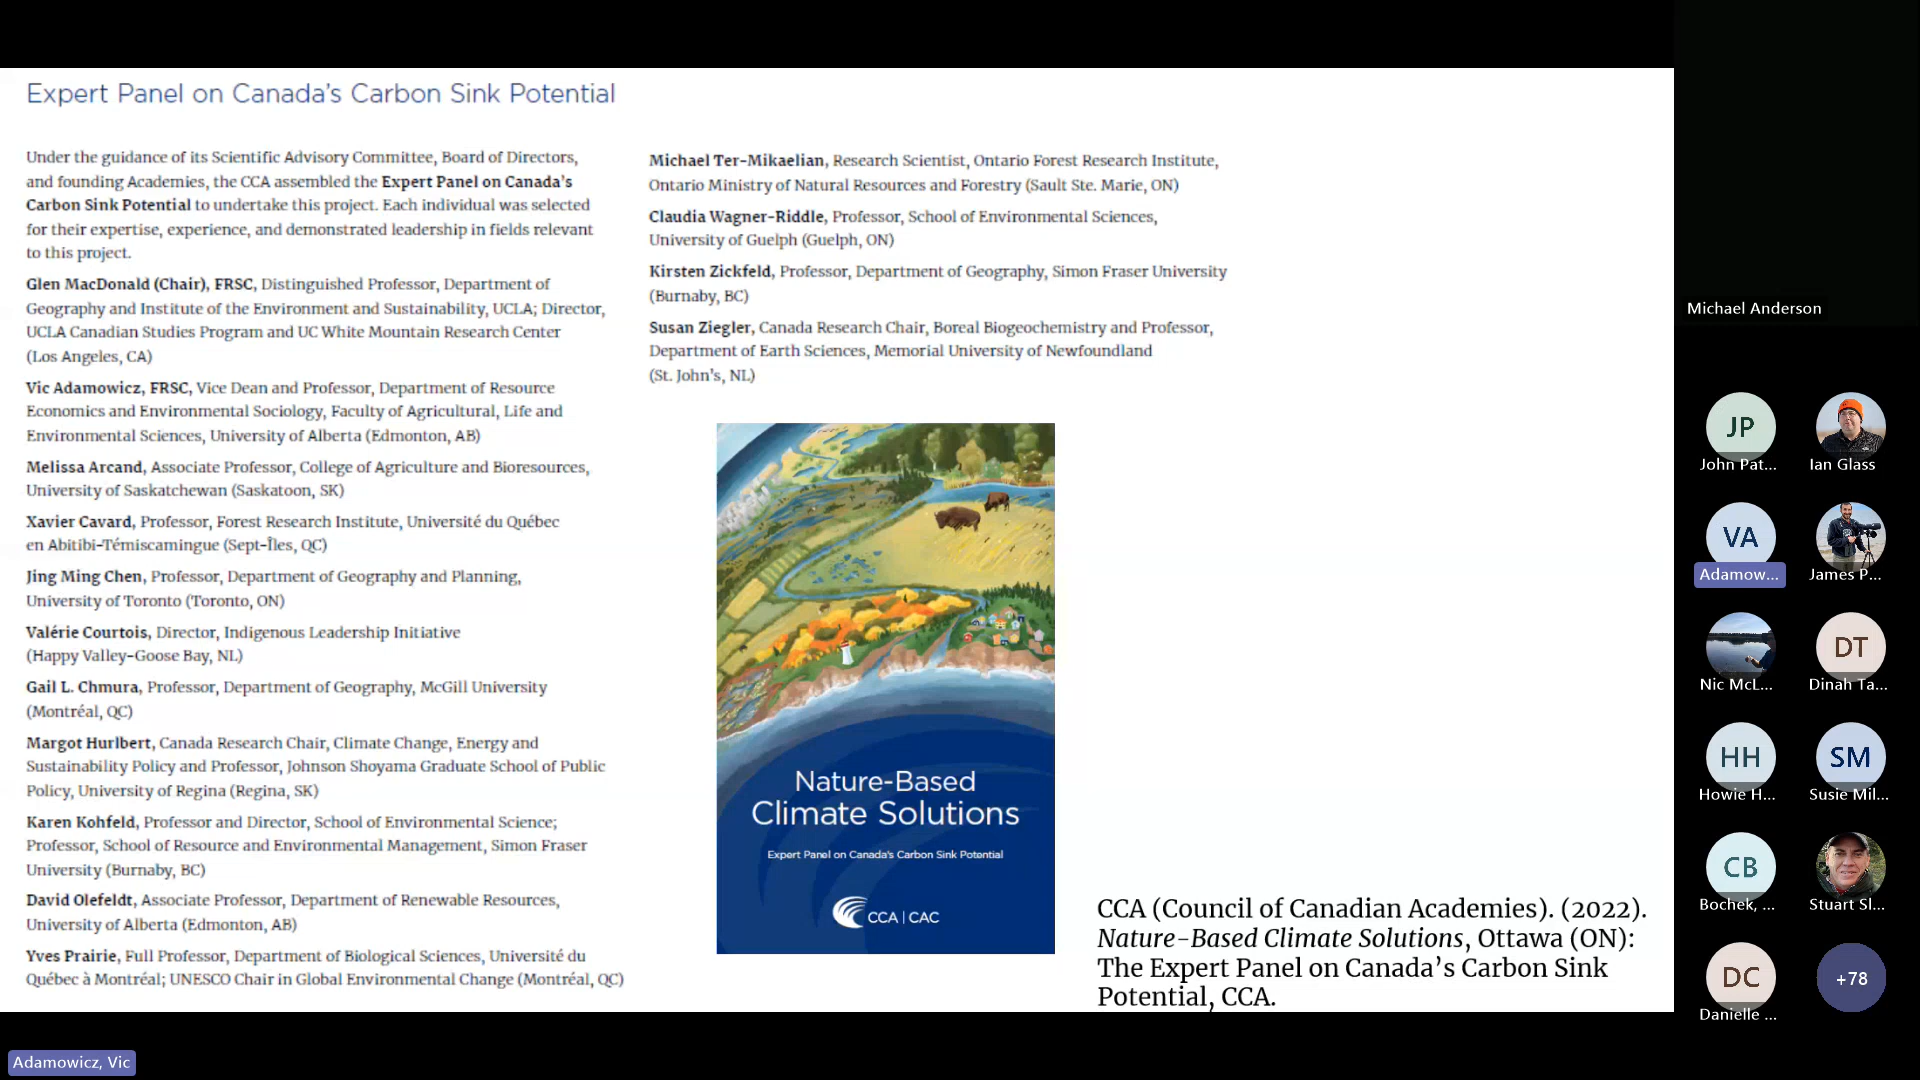 Expert Panel on Canada's Carbon Sink Potential
Under the guidance of its Scientific Advisory Committee, Board of Directors,
and founding Academies, the CCA assembled the Expert Panel on Canada's
Carbon Sink Potential to undertake this project. Each individual was selected
for their expertise, experience, and demonstrated leadership in fields relevant
to this project.
Glen MacDonald (Chair), FRSC, Distinguished Professor, Department of
Geography and Institute of the Environment and Sustainability, UCLA; Director,
UCLA Canadian Studies Program and UC White Mountain Research Center
(Los Angeles, CA)
Vic Adamowicz, FRSC, Vice Dean and Professor, Department of Resource
Economics and Environmental Sociology, Faculty of Agricultural, Life and
Environmental Sciences, University of Alberta (Edmonton, AB)
Melissa Arcand, Associate Professor, College of Agriculture and Bioresources,
University of Saskatchewan (Saskatoon, SK)
Xavier Cavard, Professor, Forest Research Institute, Université du Québec
en Abitibi-Témiscamingue (Sept-Îles, QC)
Jing Ming Chen, Professor, Department of Geography and Planning,
University of Toronto (Toronto, ON)
Valérie Courtois, Director, Indigenous Leadership Initiative
(Happy Valley-Goose Bay, NL)
Gail L. Chmura, Professor, Department of Geography, McGill University
(Montréal, QC)
Margot Hurlbert, Canada Research Chair, Climate Change, Energy and
Sustainability Policy and Professor, Johnson Shoyama Graduate School of Public
Policy, University of Regina (Regina, SK)
Karen Kohfeld, Professor and Director, School of Environmental Science;
Professor, School of Resource and Environmental Management, Simon Fraser
University (Burnaby, BC)
David Olefeldt, Associate Professor, Department of Renewable Resources,
University of Alberta (Edmonton, AB)
Yves Prairie, Full Professor, Department of Biological Sciences, Université du
Québec à Montréal; UNESCO Chair in Global Environmental Change (Montréal, QC)
Michael Ter-Mikaelian, Research Scientist, Ontario Forest Research Institute,
Ontario Ministry of Natural Resources and Forestry (Sault Ste. Marie, ON)
Claudia Wagner-Riddle, Professor, School of Environmental Sciences,
University of Guelph (Guelph, ON)
Kirsten Zickfeld, Professor, Department of Geography, Simon Fraser University
(Burnaby, BC)
Susan Ziegler, Canada Research Chair, Boreal Biogeochemistry and Professor,
Department of Earth Sciences, Memorial University of Newfoundland
(St. John's, NL)
Nature-Based
Climate Solutions
Expert Panel on Canada's Carbon Sink Potential
CCA | CAC
CCA (Council of Canadian Academies). (2022).
Nature-Based Climate Solutions, Ottawa (ON):
The Expert Panel on Canada's Carbon Sink
Potential, CCA.
Michael Anderson
JP
John Pat...
Ian Glass
VA
Adamow...
James P...
Nic McL...
DT
Dinah Ta...
HH
Howie H...
SM
Susie Mil...
CB
Bochek, ...
Stuart Sl...
DC
Danielle ...
+78
Adamowicz, Vic